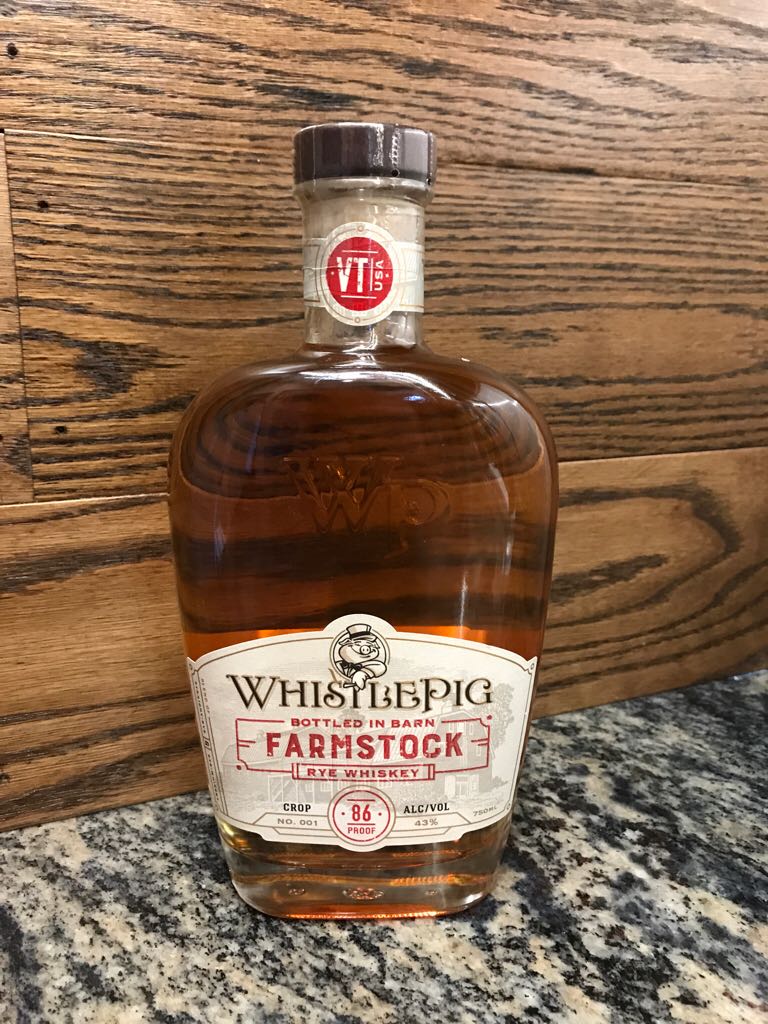 VT USA
WP
WHISTLEPIG
BOTTLED IN BARN
FARMSTOCK
RYE WHISKEY
CROP
NO. 001
86
PROOF
ALC/VOL
43%
750ML